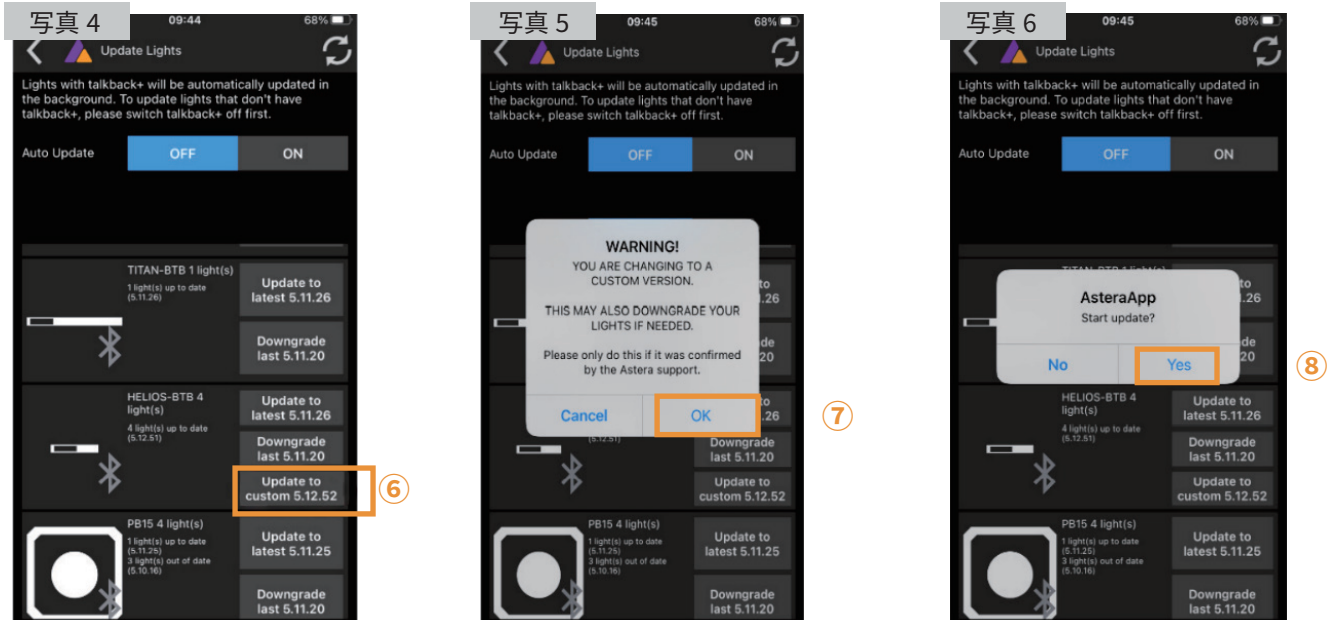 写真 4
09:44
68%
Update Lights
Lights with talkback+ will be automatically updated in
the background. To update lights that don't have
talkback+, please switch talkback+ off first.
Auto Update
OFF
ON
TITAN-BTB 1 light(s)
1 light(s) up to date
(5.11.26)
Update to
latest 5.11.26
Downgrade
last 5.11.20
HELIOS-BTB 4
light(s)
4 light(s) up to date
(5.12.51)
Update to
latest 5.11.26
Downgrade
last 5.11.20
Update to
custom 5.12.52
⑥
PB15 4 light(s)
1 light(s) up to date
(5.11.25)
3 light(s) out of date
(5.10.16)
Update to
latest 5.11.25
Downgrade
last 5.11.20
写真 5
09:45
68%
Update Lights
Lights with talkback+ will be automatically updated in
the background. To update lights that don't have
talkback+, please switch talkback+ off first.
Auto Update
OFF
ON
WARNING!
YOU ARE CHANGING TO A
CUSTOM VERSION.
THIS MAY ALSO DOWNGRADE YOUR
LIGHTS IF NEEDED.
Please only do this if it was confirmed
by the Astera support.
Cancel
OK
⑦
to
.26
de
20
to
.26
(5.12.51)
Downgrade
last 5.11.20
Update to
custom 5.12.52
PB15 4 light(s)
1 light(s) up to date
(5.11.25)
3 light(s) out of date
(5.10.16)
Update to
latest 5.11.25
Downgrade
last 5.11.20
写真 6
09:45
68%
Update Lights
Lights with talkback+ will be automatically updated in
the background. To update lights that don't have
talkback+, please switch talkback+ off first.
Auto Update
OFF
ON
to
1.26
AsteraApp
Start update?
No
Yes
⑧
de
20
HELIOS-BTB 4
light(s)
4 light(s) up to date
(5.12.51)
Update to
latest 5.11.26
Downgrade
last 5.11.20
Update to
custom 5.12.52
PB15 4 light(s)
1 light(s) up to date
(5.11.25)
3 light(s) out of date
(5.10.16)
Update to
latest 5.11.25
Downgrade
last 5.11.20